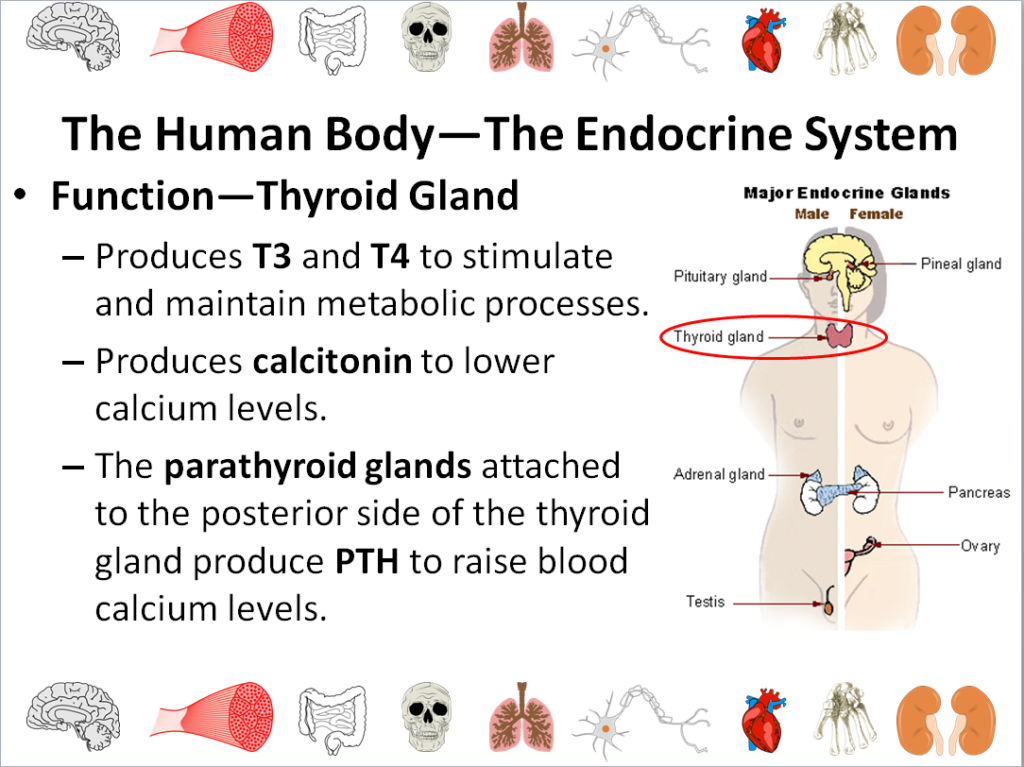 The Human Body—The Endocrine System
• Function—Thyroid Gland
– Produces T3 and T4 to stimulate
and maintain metabolic processes.
– Produces calcitonin to lower
calcium levels.
– The parathyroid glands attached
to the posterior side of the thyroid
gland produce PTH to raise blood
calcium levels.
Major Endocrine Glands
Male Female
Pineal gland
Pituitary gland
Thyroid gland
Adrenal gland
Pancreas
Ovary
Testis